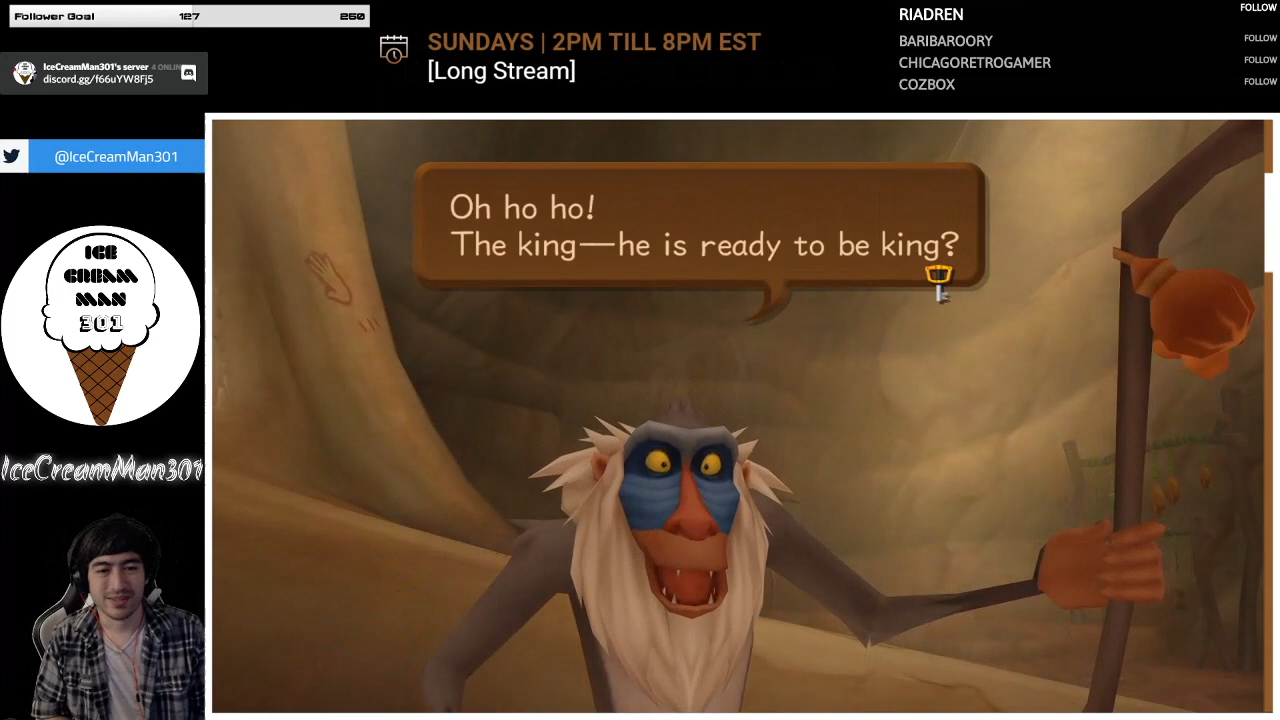 Follower Goal 127 250
IceCreamMan301's server 4 ONLINE
discord.gg/f66uYW8Fj5
SUNDAYS | 2PM TILL 8PM EST
[Long Stream]
RIADREN FOLLOW
BARIBAROORY FOLLOW
CHICAGORETROGAMER FOLLOW
COZBOX FOLLOW
@IceCreamMan301
ICE
CREAM
MAN
301
IceCreamMan301
Oh ho ho!
The king—he is ready to be king?